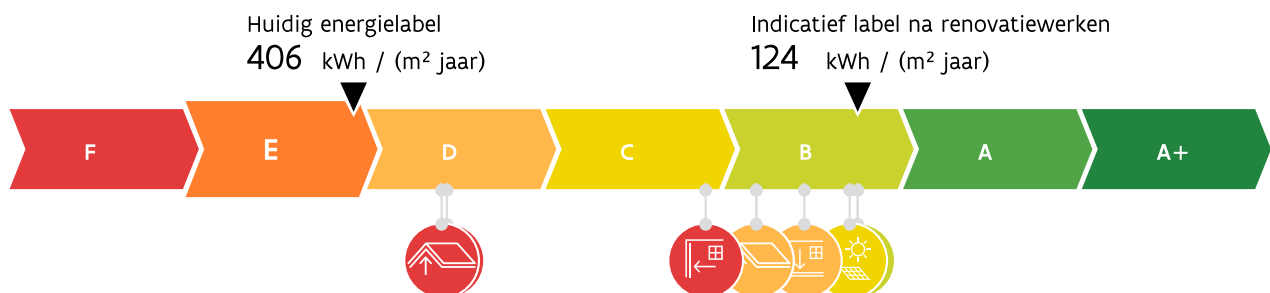 Huidig energielabel
406 kWh / (m² jaar)
Indicatief label na renovatiewerken
124 kWh / (m² jaar)
F E D C B A A+